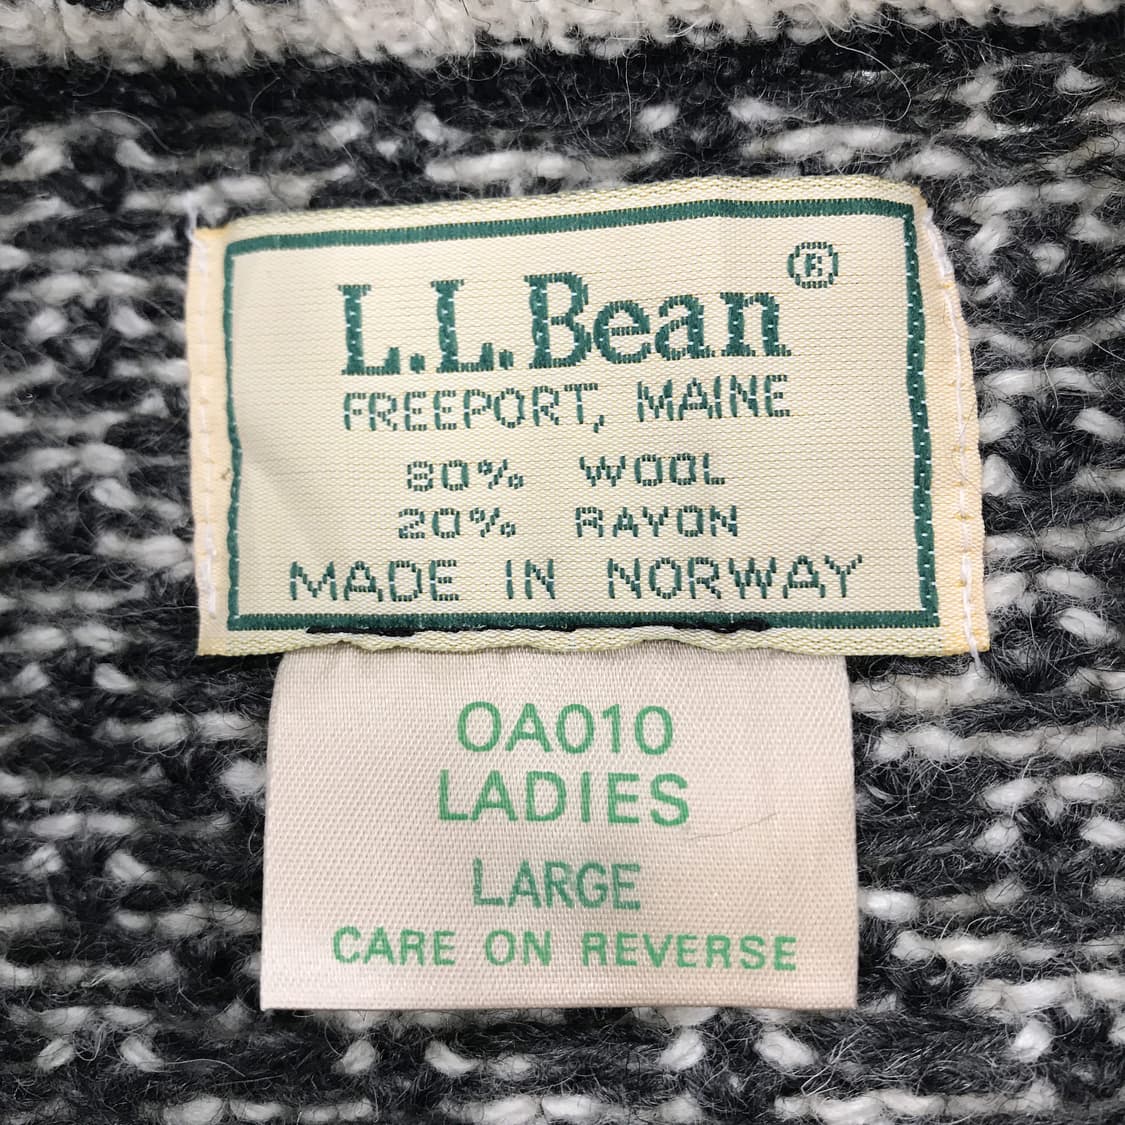 L.L.Bean®
FREEPORT, MAINE
80% WOOL
20% RAYON
MADE IN NORWAY
OA010
LADIES
LARGE
CARE ON REVERSE